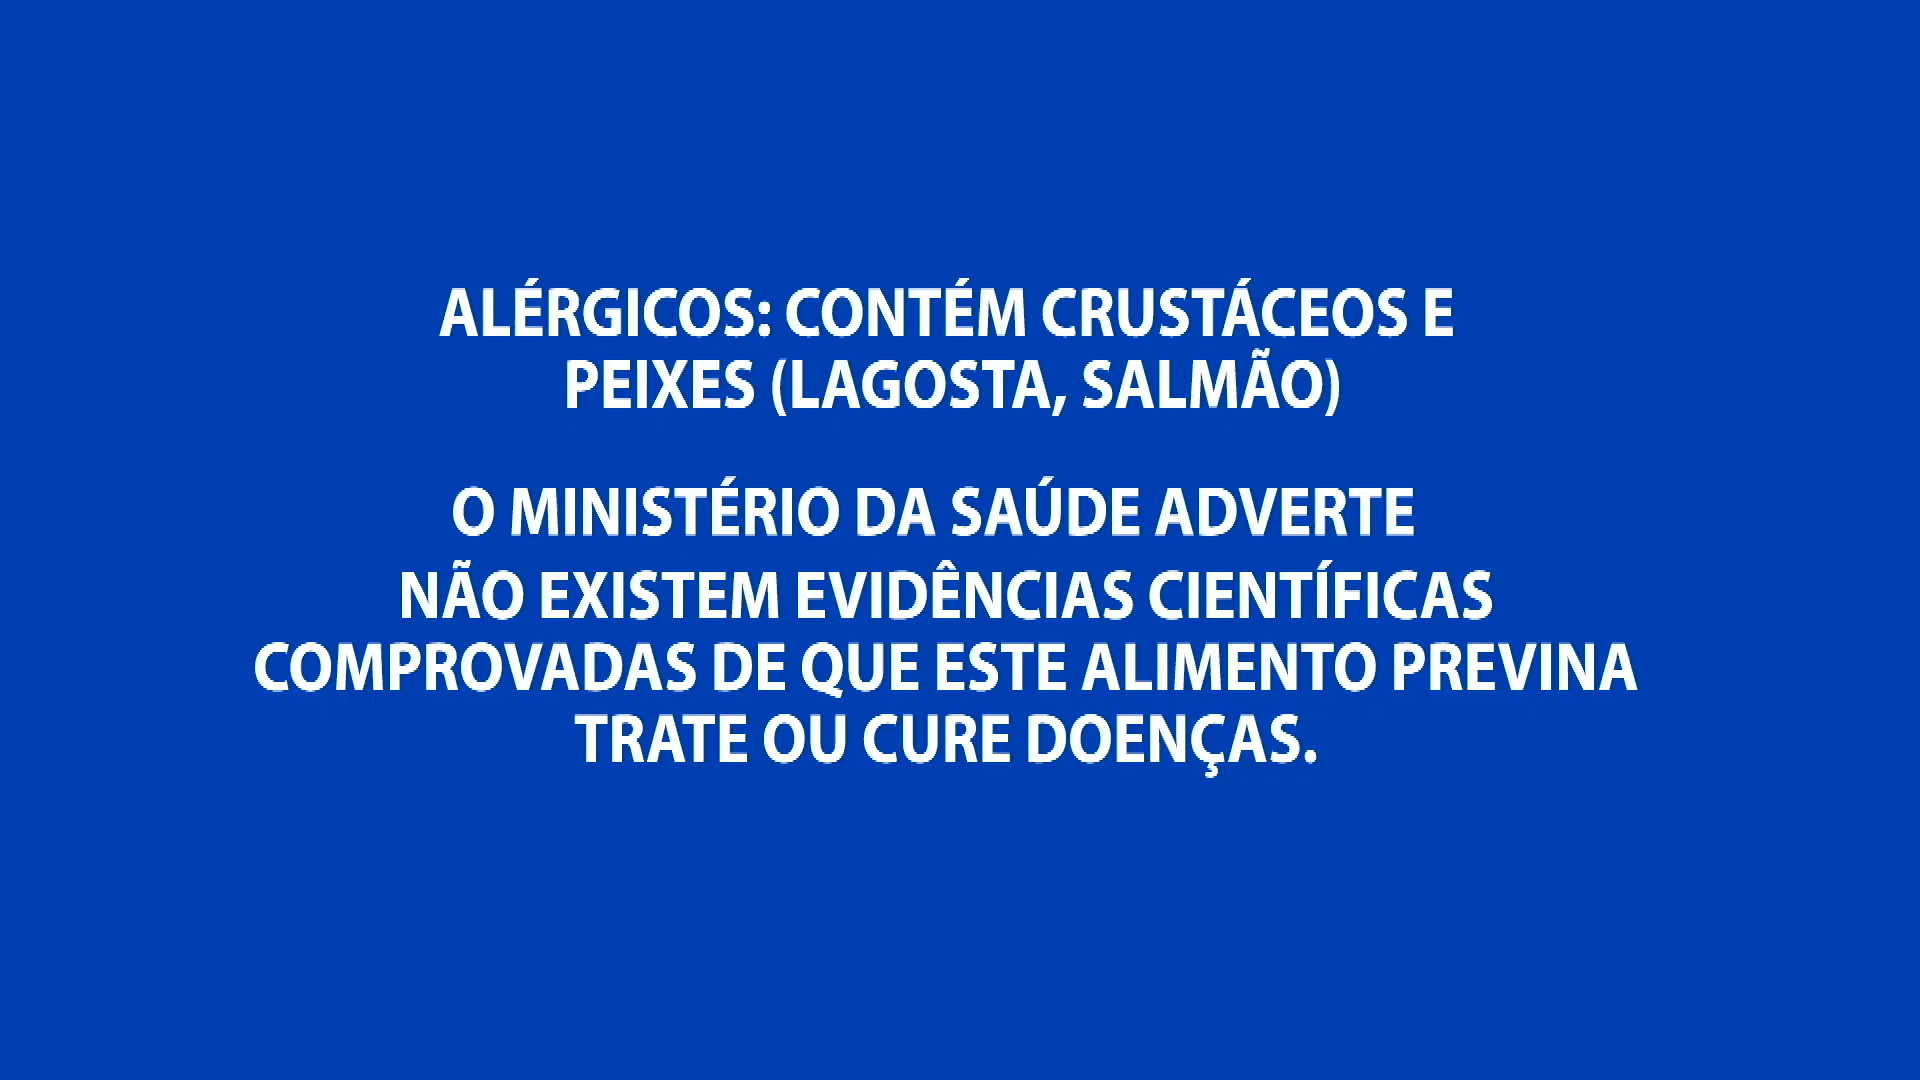 ALÉRGICOS: CONTÉM CRUSTÁCEOS E
PEIXES (LAGOSTA, SALMÃO)
O MINISTÉRIO DA SAÚDE ADVERTE
NÃO EXISTEM EVIDÊNCIAS CIENTÍFICAS
COMPROVADAS DE QUE ESTE ALIMENTO PREVINA
TRATE OU CURE DOENÇAS.